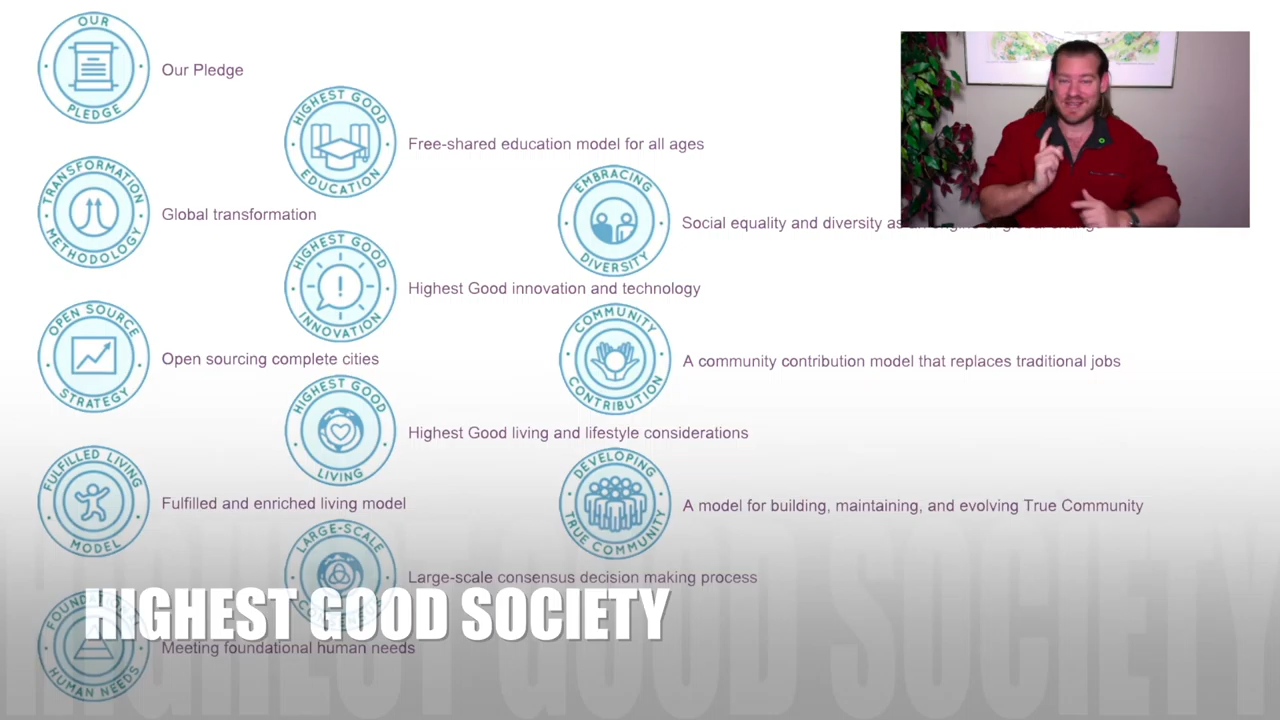 OUR
PLEDGE
Our Pledge
HIGHEST GOOD
EDUCATION
Free-shared education model for all ages
TRANSFORMATION
METHODOLOGY
Global transformation
EMBRACING
DIVERSITY
Social equality and diversity as
HIGHEST GOOD
INNOVATION
Highest Good innovation and technology
OPEN SOURCE
STRATEGY
Open sourcing complete cities
COMMUNITY
CONTRIBUTION
A community contribution model that replaces traditional jobs
HIGHEST GOOD
LIVING
Highest Good living and lifestyle considerations
FULFILLED LIVING
MODEL
Fulfilled and enriched living model
DEVELOPING
TRUE COMMUNITY
A model for building, maintaining, and evolving True Community
LARGE-SCALE
Large-scale consensus decision making process
HIGHEST GOOD SOCIETY
HUMAN NEEDS
Meeting foundational human needs
HIGHEST GOOD SOCIETY